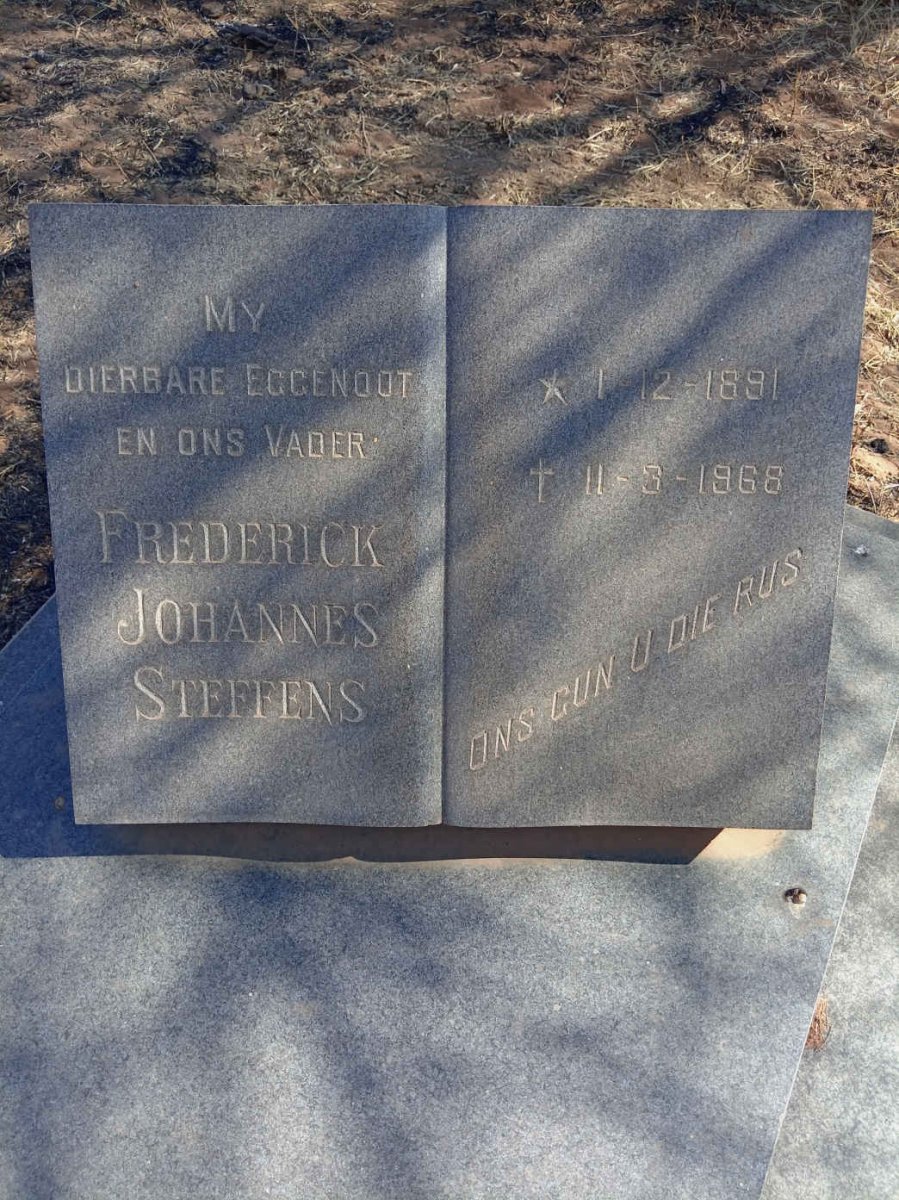 My
DIERBARE EGGENOOT
EN ONS VADER:
FREDERICK
JOHANNES
STEFFENS
★ 1-12-1891
† 11-3-1968
ONS GUN U DIE RUS